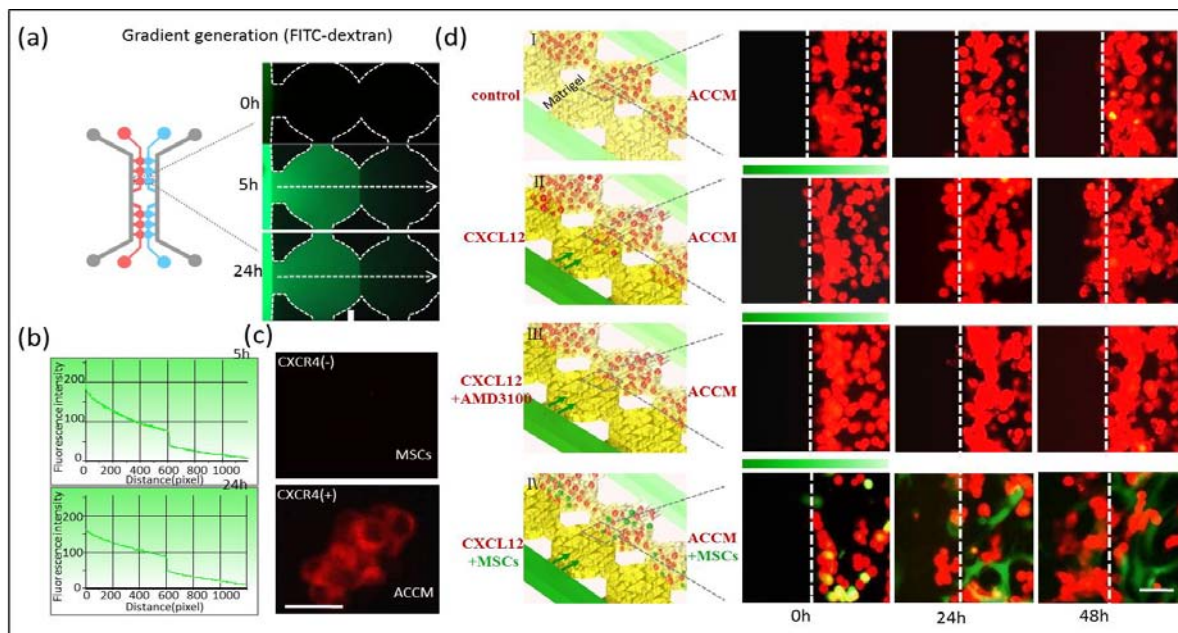 (a)
Gradient generation (FITC-dextran)
0h
5h
24h
(b)
5h
Fluorescence intensity
200
100
0
0 200 400 600 800 1000
Distance(pixel)
24h
Fluorescence intensity
200
100
0
0 200 400 600 800 1000
Distance(pixel)
(c)
CXCR4(-)
MSCs
CXCR4(+)
ACCM
(d)
I
control
Matrigel
ACCM
II
CXCL12
ACCM
III
CXCL12
+AMD3100
ACCM
IV
CXCL12
+MSCs
ACCM
+MSCs
0h
24h
48h